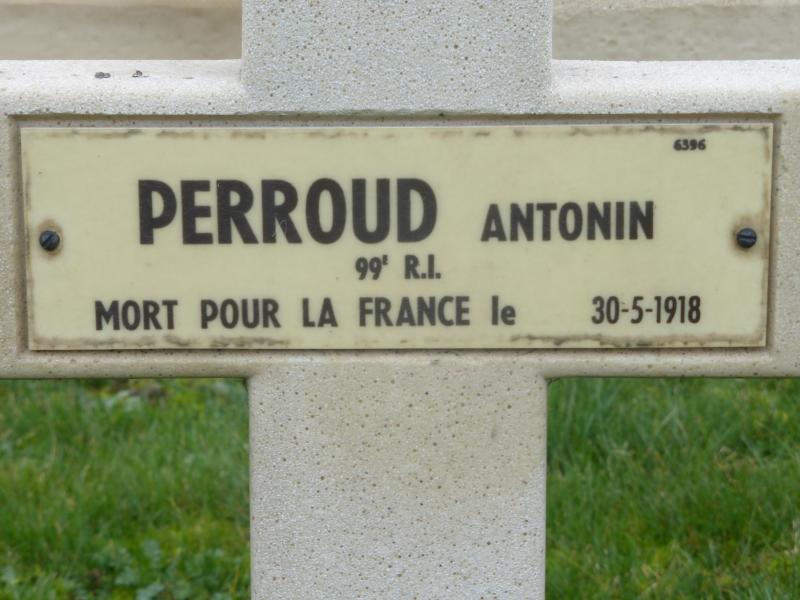 6396
PERROUD ANTONIN
99E R.I.
MORT POUR LA FRANCE le 30-5-1918